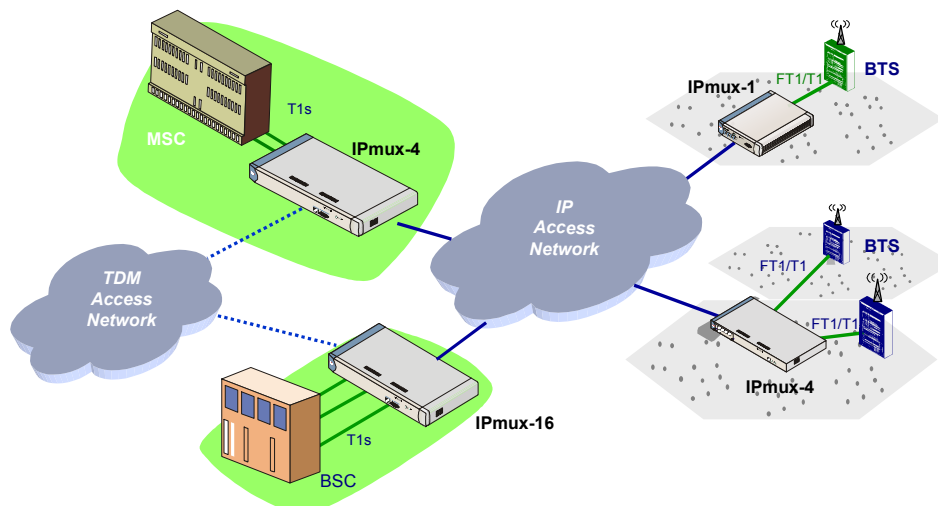 T1s
MSC
IPmux-4
IP
Access
Network
TDM
Access
Network
IPmux-16
T1s
BSC
IPmux-1
FT1/T1
BTS
BTS
FT1/T1
FT1/T1
IPmux-4